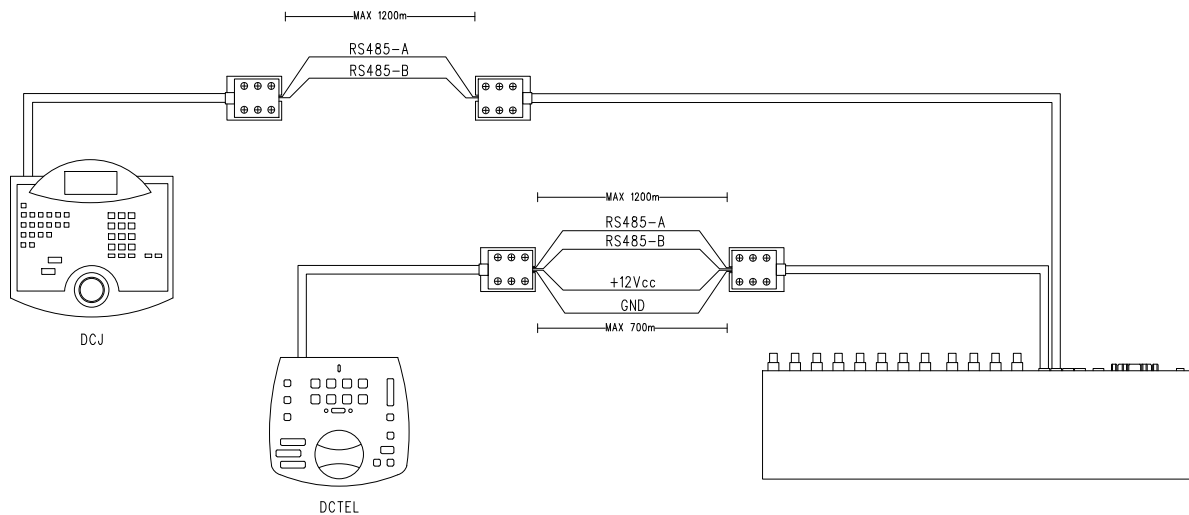 MAX 1200m
RS485-A
RS485-B
MAX 1200m
RS485-A
RS485-B
+12Vcc
GND
MAX 700m
DCJ
DCTEL